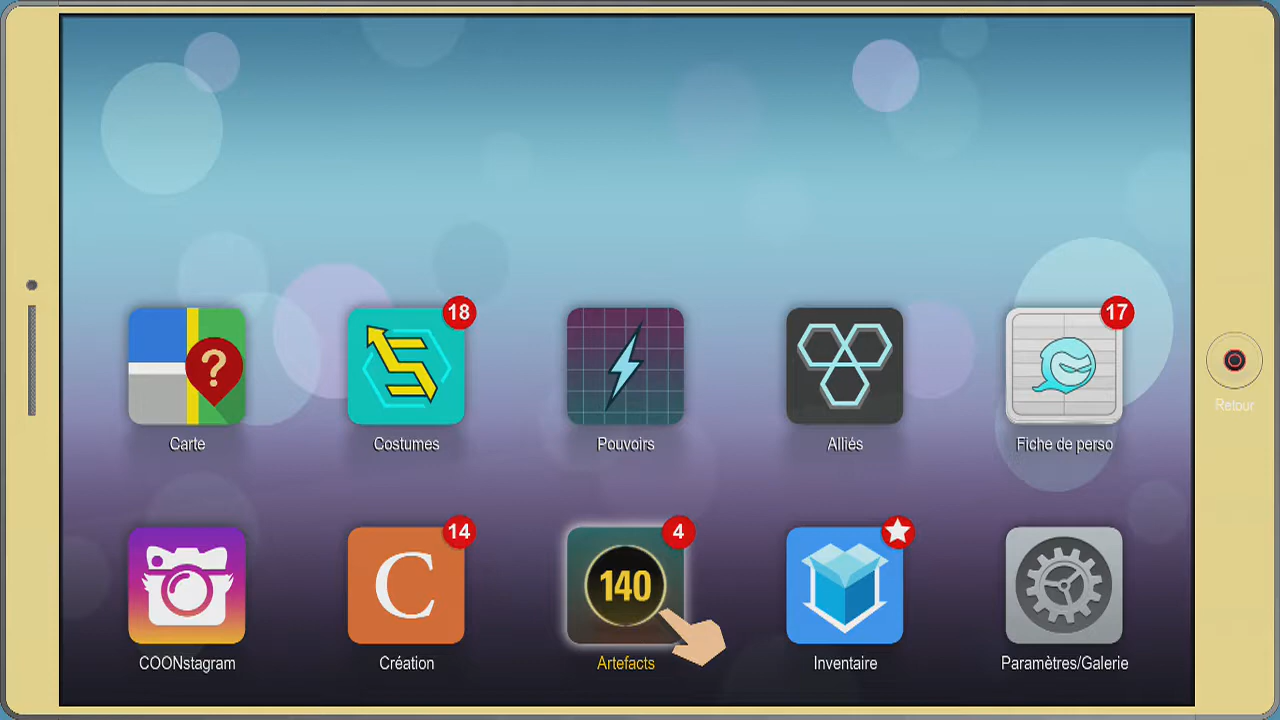 18
17
?
Carte
Costumes
Pouvoirs
Alliés
Fiche de perso
Retour
14
4
C
140
COONstagram
Création
Artefacts
Inventaire
Paramètres/Galerie